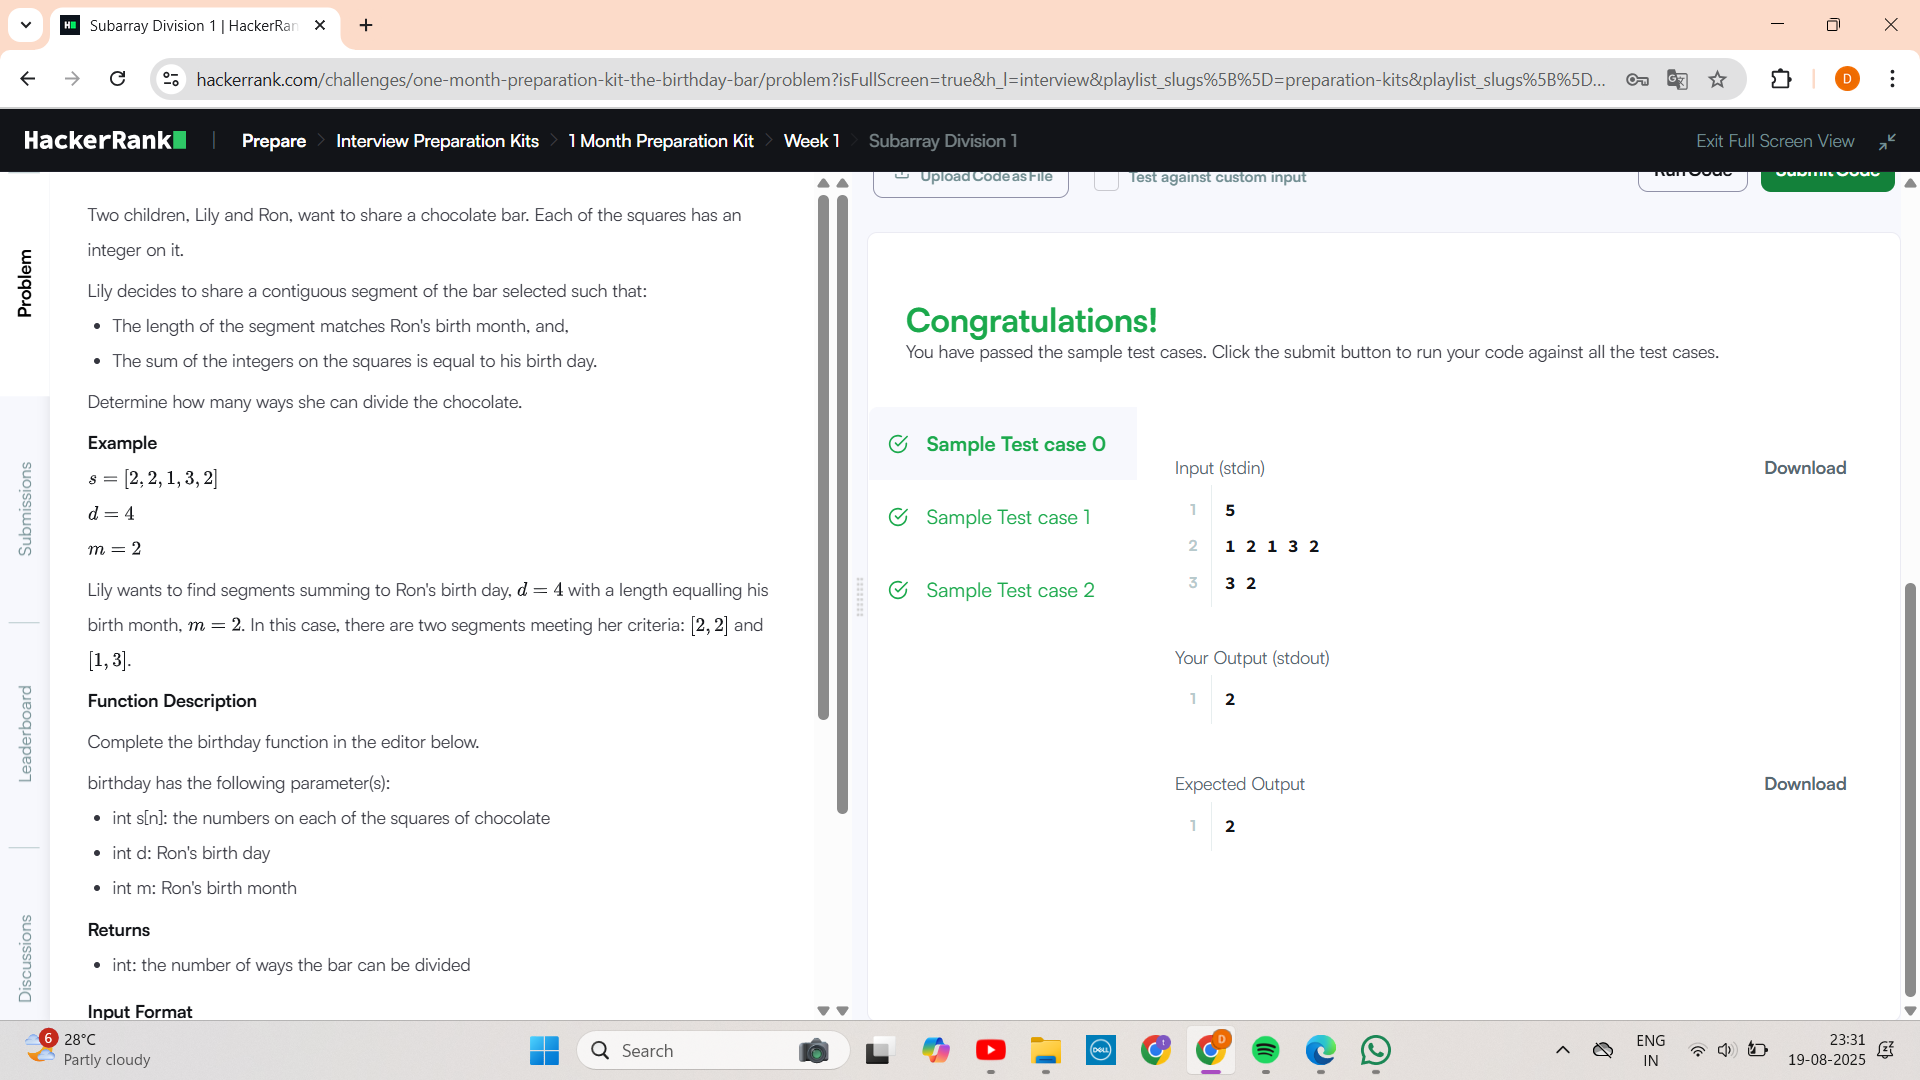 Subarray Division 1 | HackerRan
hackerrank.com/challenges/one-month-preparation-kit-the-birthday-bar/problem?isFullScreen=true&h_l=interview&playlist_slugs%5B%5D=preparation-kits&playlist_slugs%5B%5D...
D
HackerRank
Prepare
Interview Preparation Kits
1 Month Preparation Kit
Week 1
Subarray Division 1
Exit Full Screen View
Problem
Submissions
Leaderboard
Discussions
Two children, Lily and Ron, want to share a chocolate bar. Each of the squares has an
integer on it.
Lily decides to share a contiguous segment of the bar selected such that:
• The length of the segment matches Ron's birth month, and,
• The sum of the integers on the squares is equal to his birth day.
Determine how many ways she can divide the chocolate.
Example
s = [2, 2, 1, 3, 2]
d = 4
m = 2
Lily wants to find segments summing to Ron's birth day, d = 4 with a length equalling his
birth month, m = 2. In this case, there are two segments meeting her criteria: [2, 2] and
[1, 3].
Function Description
Complete the birthday function in the editor below.
birthday has the following parameter(s):
• int s[n]: the numbers on each of the squares of chocolate
• int d: Ron's birth day
• int m: Ron's birth month
Returns
• int: the number of ways the bar can be divided
Input Format
Upload Code as File
Test against custom input
Run Code
Submit Code
Congratulations!
You have passed the sample test cases. Click the submit button to run your code against all the test cases.
Sample Test case 0
Sample Test case 1
Sample Test case 2
Input (stdin)
Download
1 5
2 1 2 1 3 2
3 3 2
Your Output (stdout)
1 2
Expected Output
Download
1 2
6
28°C
Partly cloudy
Search
DELL
t
D
ENG
IN
23:31
19-08-2025